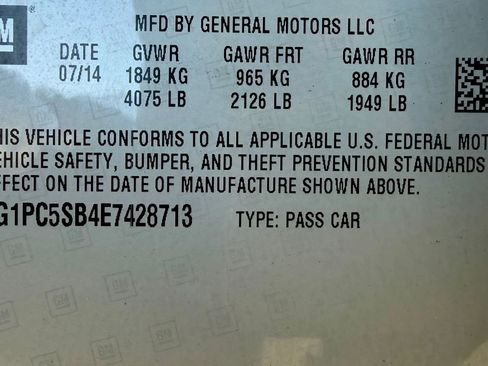 GM
MFD BY GENERAL MOTORS LLC
DATE GVWR GAWR FRT GAWR RR
07/14 1849 KG 965 KG 884 KG
4075 LB 2126 LB 1949 LB
HIS VEHICLE CONFORMS TO ALL APPLICABLE U.S. FEDERAL MOT
EHICLE SAFETY, BUMPER, AND THEFT PREVENTION STANDARDS
FFECT ON THE DATE OF MANUFACTURE SHOWN ABOVE.
G1PC5SB4E7428713 TYPE: PASS CAR